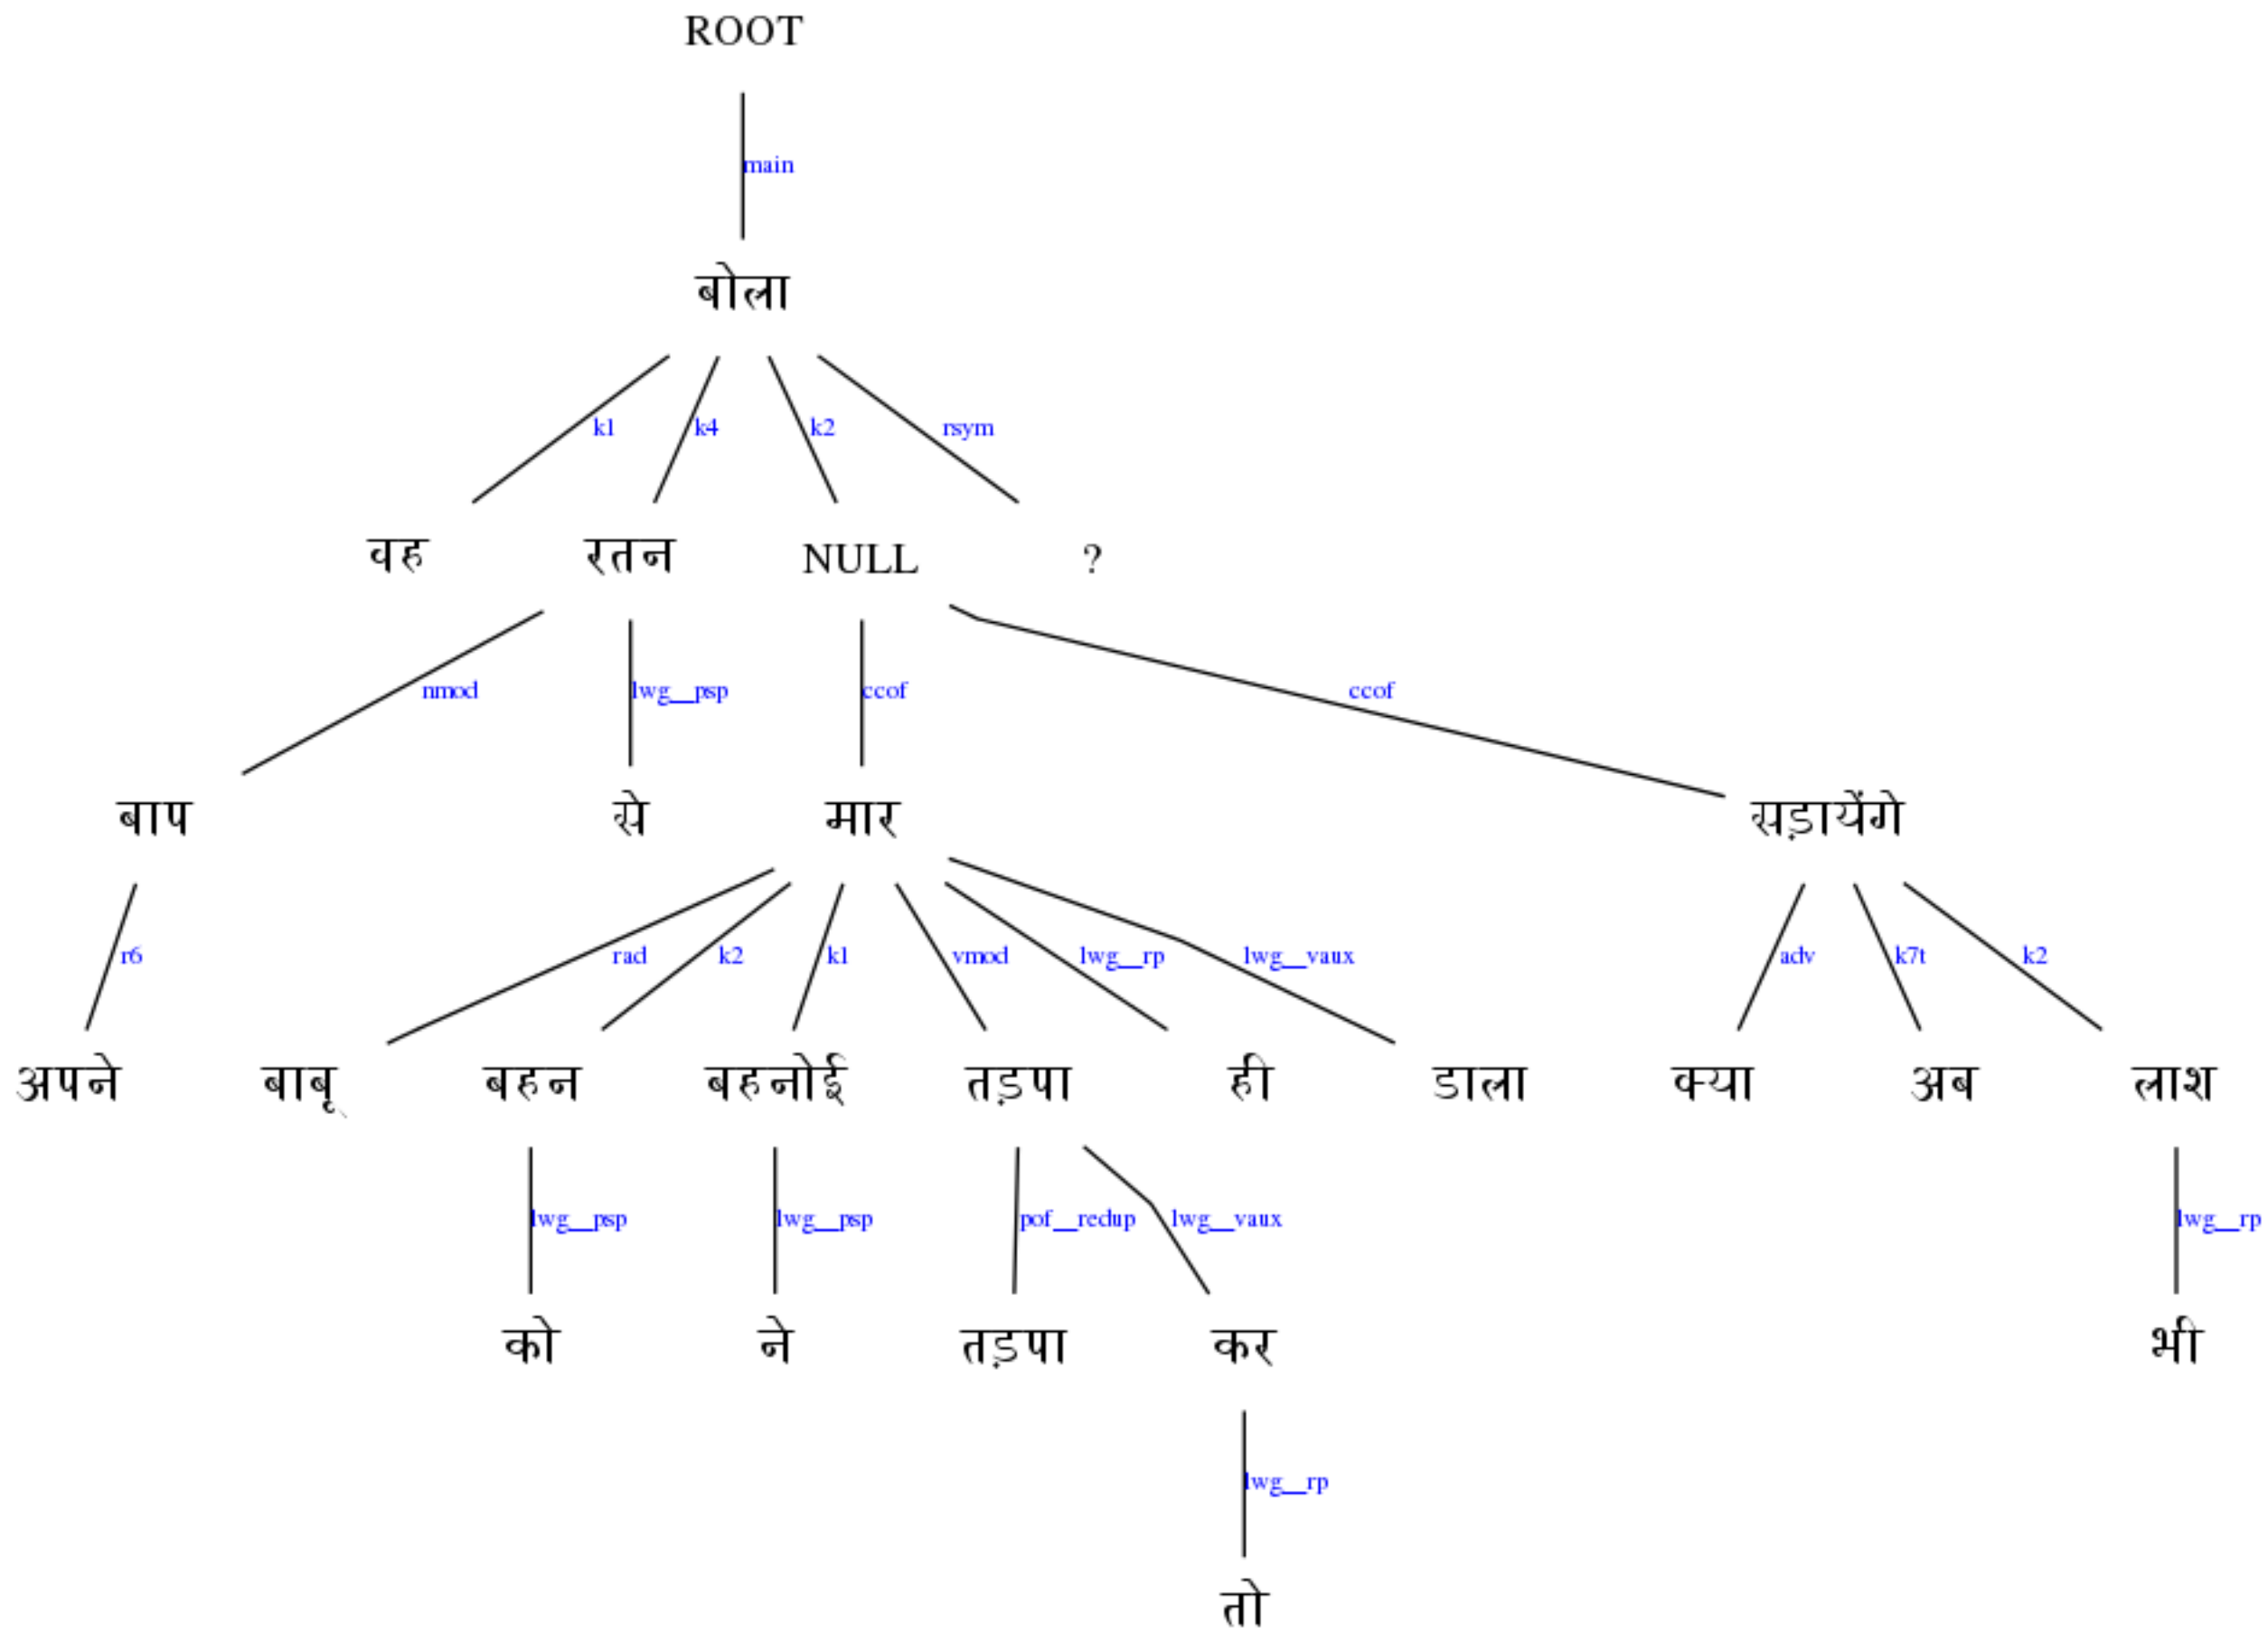 ROOT
main
बोला
k1 k4 k2 rsym
वह रतन NULL ?
nmod lwg__psp ccof ccof
बाप से मार सड़ायेंगे
r6 rad k2 k1 vmod lwg__rp lwg__vaux adv k7t k2
अपने बाबू बहन बहनोई तड़पा ही डाला क्या अब लाश
lwg__psp lwg__psp pof__redup lwg__vaux lwg__rp
को ने तड़पा कर भी
lwg__rp
तो